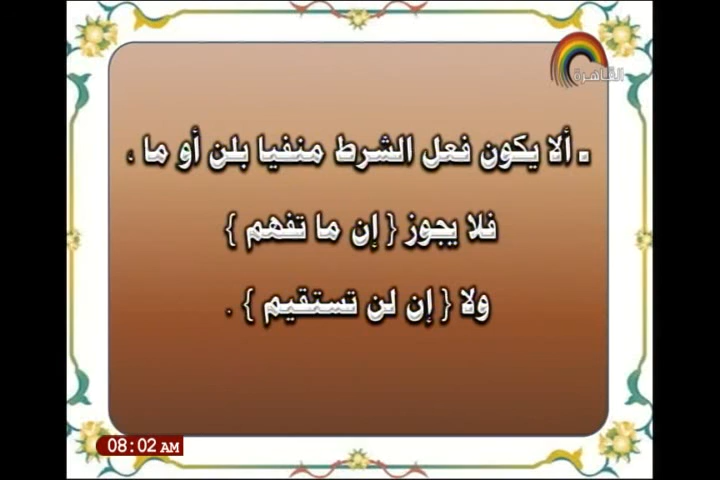 القاهرة
▪ ألا يكون فعل الشرط منفيا بلن أو ما ،
فلا يجوز { إن ما تفهم }
ولا { إن لن تستقيم } .
08:02 AM